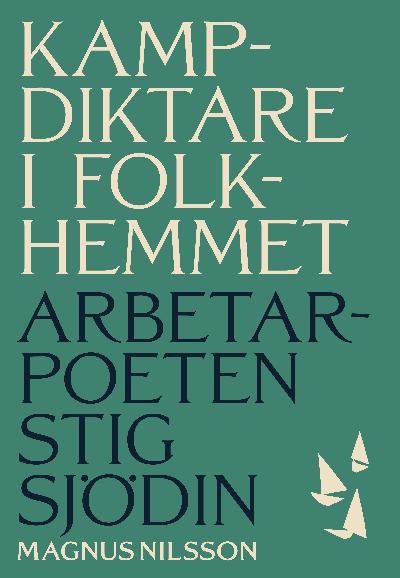 KAMP-
DIKTARE
I FOLK-
HEMMET
ARBETAR-
POETEN
STIG
SJÖDIN
MAGNUS NILSSON